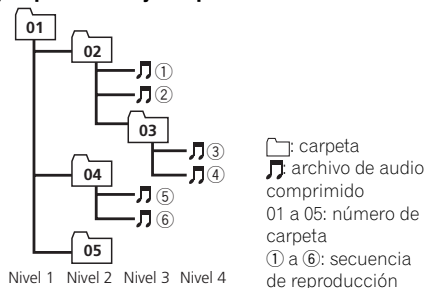 01
02
①
②
03
③
④
04
⑤
⑥
05
Nivel 1 Nivel 2 Nivel 3 Nivel 4
: carpeta
: archivo de audio
comprimido
01 a 05: número de
carpeta
① a ⑥: secuencia
de reproducción